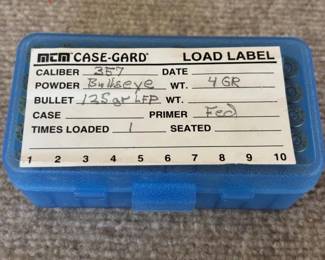 MTM CASE-GARD® LOAD LABEL
CALIBER 357 DATE
POWDER Bullseye WT. 4 GR
BULLET 125gr LFP WT.
CASE PRIMER Fed
TIMES LOADED 1 SEATED
1 2 3 4 5 6 7 8 9 10